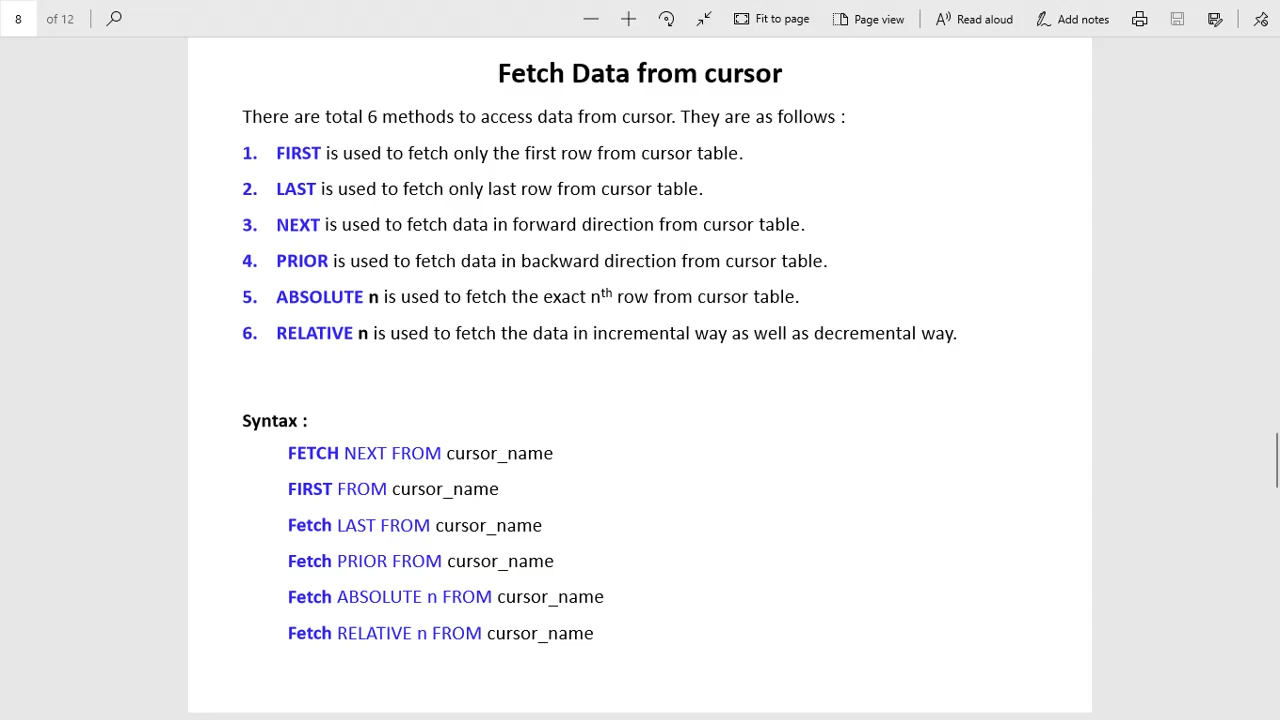 8 of 12 Fit to page Page view Read aloud Add notes
Fetch Data from cursor
There are total 6 methods to access data from cursor. They are as follows :
1. FIRST is used to fetch only the first row from cursor table.
2. LAST is used to fetch only last row from cursor table.
3. NEXT is used to fetch data in forward direction from cursor table.
4. PRIOR is used to fetch data in backward direction from cursor table.
5. ABSOLUTE n is used to fetch the exact nth row from cursor table.
6. RELATIVE n is used to fetch the data in incremental way as well as decremental way.
Syntax :
FETCH NEXT FROM cursor_name
FIRST FROM cursor_name
Fetch LAST FROM cursor_name
Fetch PRIOR FROM cursor_name
Fetch ABSOLUTE n FROM cursor_name
Fetch RELATIVE n FROM cursor_name